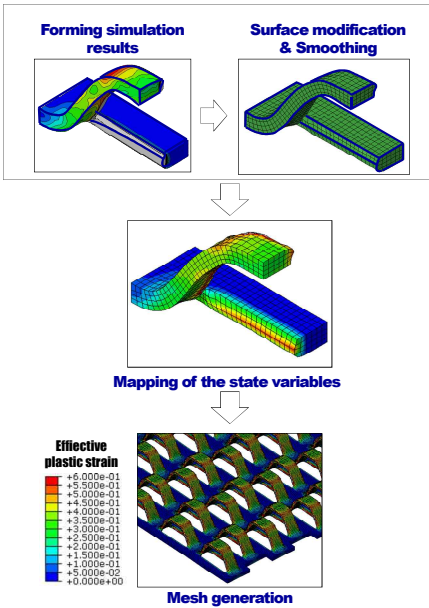 Forming simulation
results
Surface modification
& Smoothing
Mapping of the state variables
Effective
plastic strain
+6.000e-01
+5.500e-01
+5.000e-01
+4.500e-01
+4.000e-01
+3.500e-01
+3.000e-01
+2.500e-01
+2.000e-01
+1.500e-01
+1.000e-01
+5.000e-02
+0.000e+00
Mesh generation